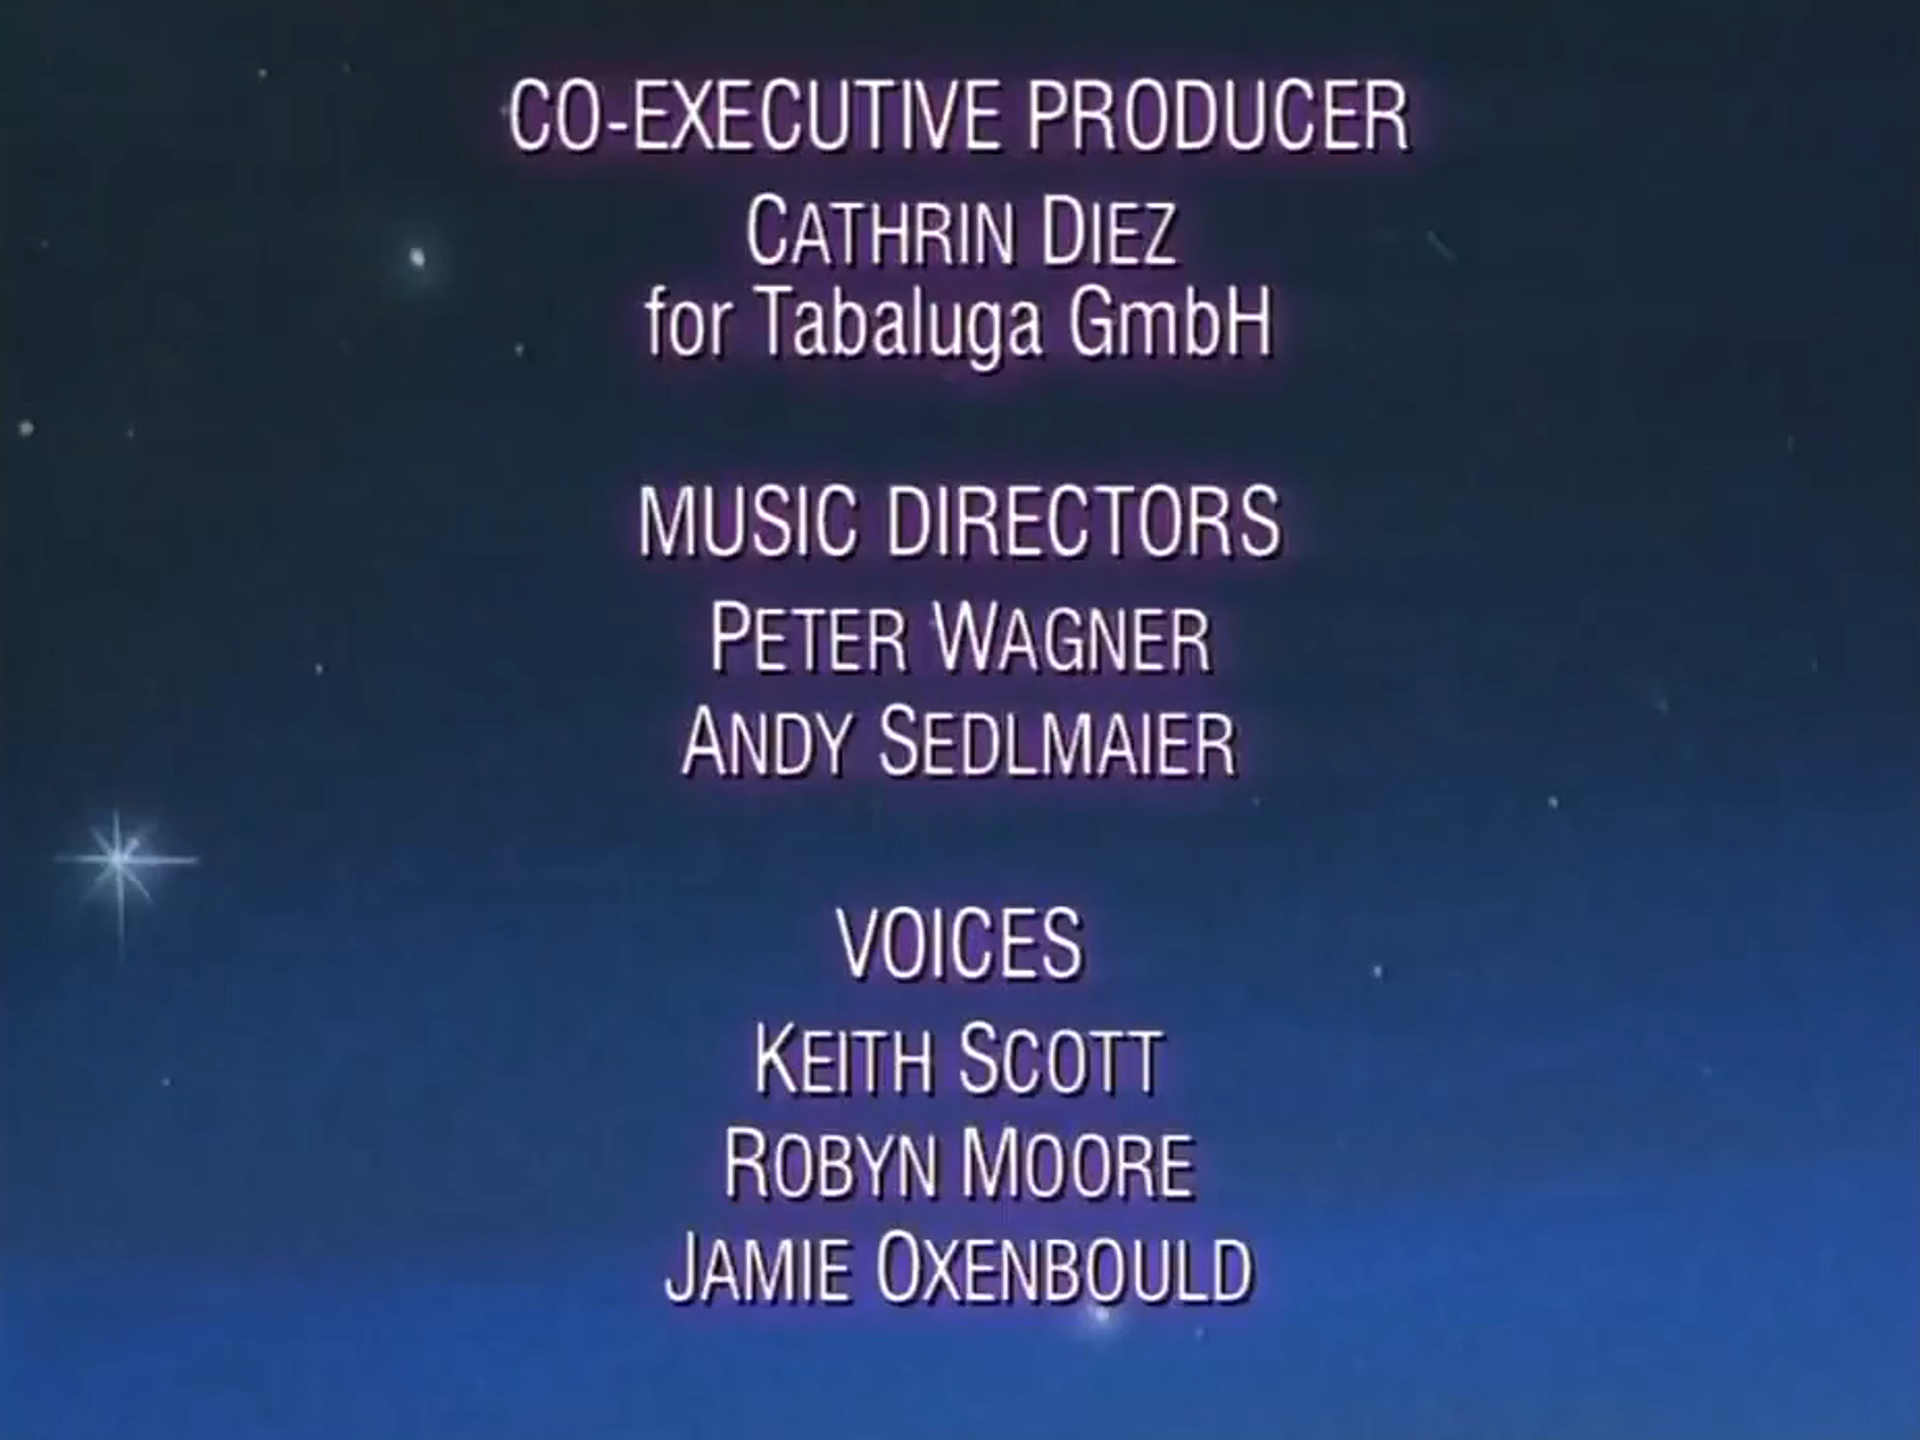 CO-EXECUTIVE PRODUCER
CATHRIN DIEZ
for Tabaluga GmbH
MUSIC DIRECTORS
PETER WAGNER
ANDY SEDLMAIER
VOICES
KEITH SCOTT
ROBYN MOORE
JAMIE OXENBOULD